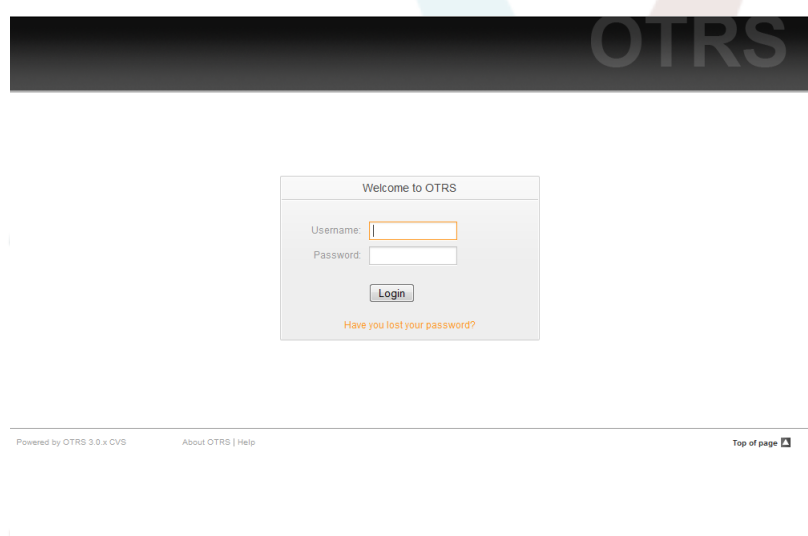 OTRS
Welcome to OTRS
Username:
Password:
Login
Have you lost your password?
Powered by OTRS 3.0.x CVS
About OTRS | Help
Top of page